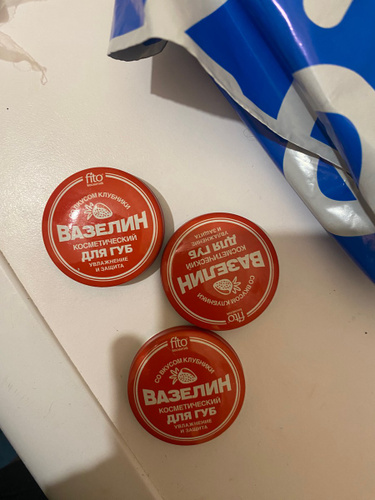 fito
СО ВКУСОМ КЛУБНИКИ
ВАЗЕЛИН
КОСМЕТИЧЕСКИЙ
ДЛЯ ГУБ
УВЛАЖНЕНИЕ
И ЗАЩИТА
fito
СО ВКУСОМ КЛУБНИКИ
ВАЗЕЛИН
КОСМЕТИЧЕСКИЙ
ДЛЯ ГУБ
УВЛАЖНЕНИЕ
И ЗАЩИТА
fito
СО ВКУСОМ КЛУБНИКИ
ВАЗЕЛИН
КОСМЕТИЧЕСКИЙ
ДЛЯ ГУБ
УВЛАЖНЕНИЕ
И ЗАЩИТА